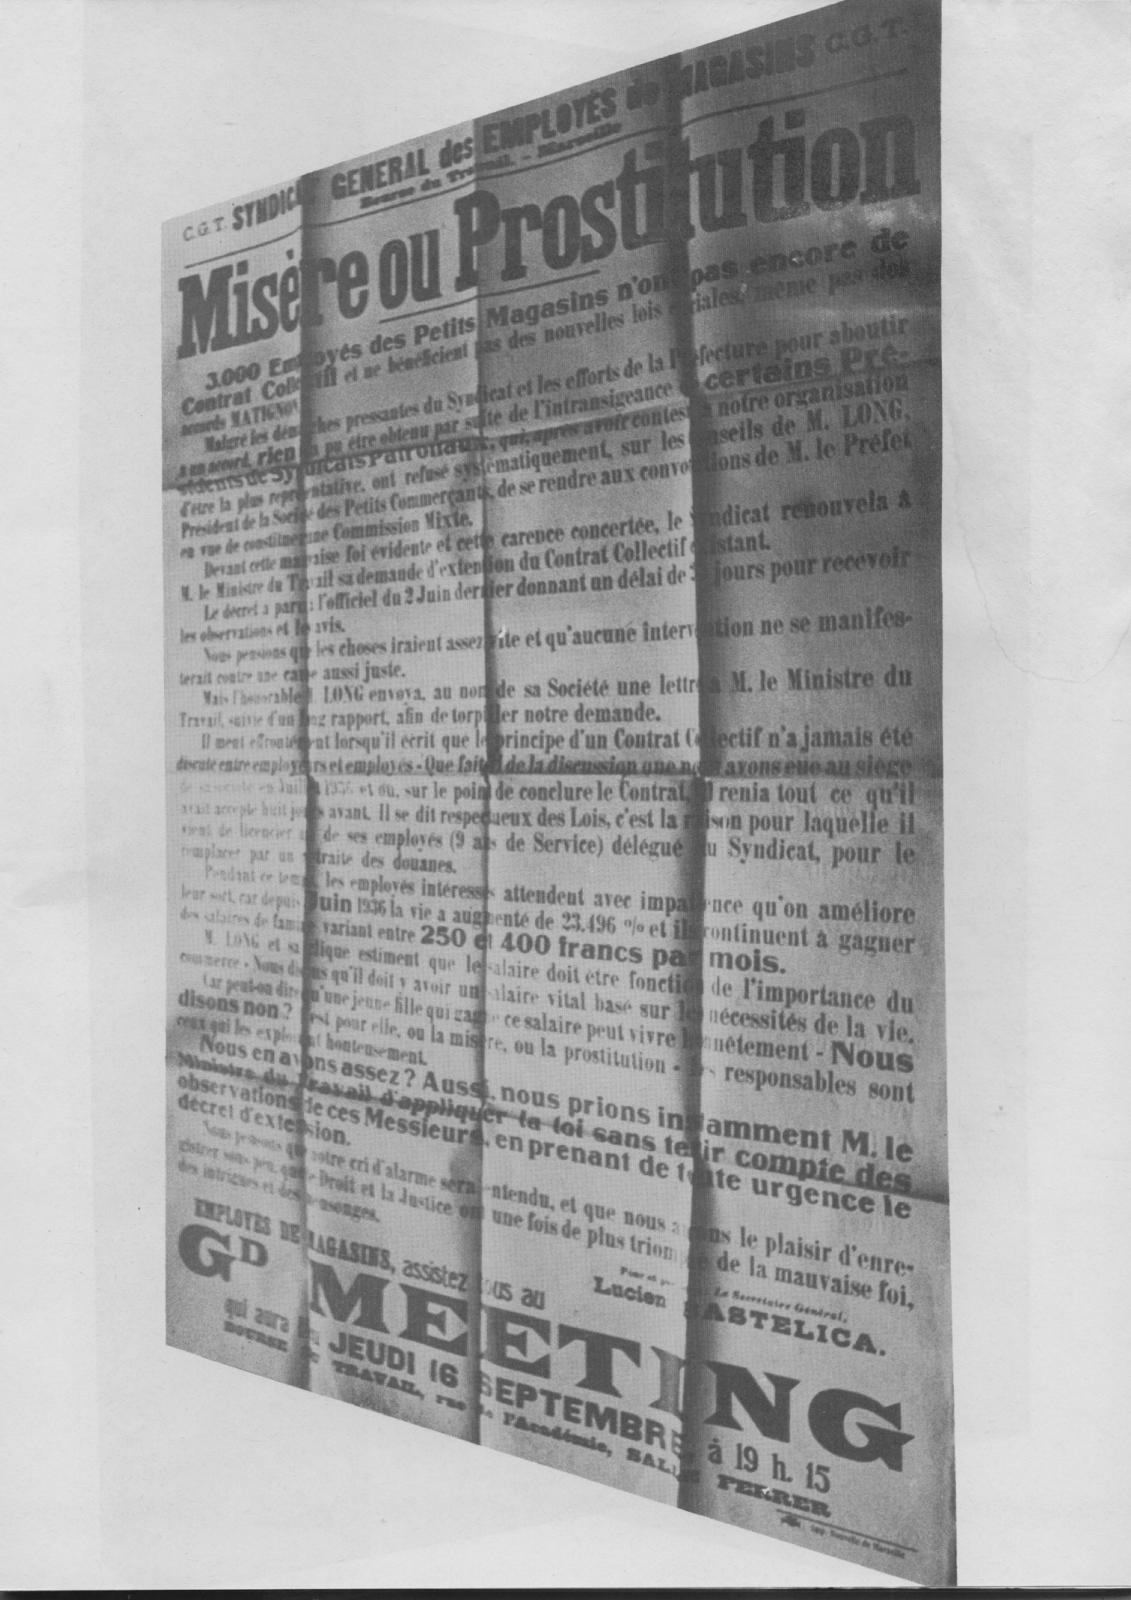 C.G.T. SYNDICAT GENERAL des EMPLOYÉS de MAGASINS C.G.T.
Bourse du Travail. - Marseille
Misère ou Prostitution
3.000 Employés des Petits Magasins n'ont pas encore de
Contrat Collectif et ne bénéficient pas des nouvelles lois sociales, même pas des
accords MATIGNON
Malgré les démarches pressantes du Syndicat et les efforts de la Préfecture pour aboutir
à un accord, rien n'a pu être obtenu par suite de l'intransigeance de certains Pré-
sidents de Syndicats Patronaux, qui, après avoir contesté à notre organisation
d'être la plus représentative, ont refusé systématiquement, sur les conseils de M. LONG,
Président de la Société des Petits Commerçants, de se rendre aux convocations de M. le Préfet
en vue de constituer une Commission Mixte.
Devant cette mauvaise foi évidente et cette carence concertée, le Syndicat renouvela à
M. le Ministre du Travail sa demande d'extention du Contrat Collectif existant.
Le décret a paru à l'officiel du 2 Juin dernier donnant un délai de jours pour recevoir
les observations et les avis.
Nous pensions que les choses iraient assez vite et qu'aucune intervention ne se manifes-
terait contre une cause aussi juste.
Mais l'honorable M. LONG envoya, au nom de sa Société une lettre à M. le Ministre du
Travail, suivie d'un long rapport, afin de torpiller notre demande.
Il ment effrontément lorsqu'il écrit que le principe d'un Contrat Collectif n'a jamais été
discuté entre employeurs et employés - Que fait-il de la discussion que nous avons eue au siège
de sa société en Juillet 1936 et ou, sur le point de conclure le Contrat, il renia tout ce qu'il
avait accepté huit jours avant. Il se dit respectueux des Lois, c'est la raison pour laquelle il
vient de licencier un de ses employés (9 ans de Service) délégué du Syndicat, pour le
remplacer par un retraité des douanes.
Pendant ce temps, les employés intéressés attendent avec impatience qu'on améliore
leur sort, car depuis Juin 1936 la vie a augmenté de 23.496 % et ils continuent à gagner
des salaires de famine variant entre 250 et 400 francs par mois.
M. LONG et sa clique estiment que le salaire doit être fonction de l'importance du
commerce - Nous disons qu'il doit y avoir un salaire vital basé sur les nécessités de la vie.
Car peut-on dire qu'une jeune fille qui gagne ce salaire peut vivre honnêtement - Nous
disons non ? C'est pour elle, ou la misère, ou la prostitution - Les responsables sont
ceux qui les exploitent honteusement.
Nous en avons assez ? Aussi, nous prions instamment M. le
Ministre du Travail d'appliquer la loi sans tenir compte des
observations de ces Messieurs, en prenant de toute urgence le
décret d'extension.
Nous pensons que notre cri d'alarme sera entendu, et que nous aurons le plaisir d'enre-
gistrer sous peu, que le Droit et la Justice ont une fois de plus triomphé de la mauvaise foi,
des intrigues et des mensonges.
Le Secrétaire Général,
Lucien BASTELICA.
EMPLOYÉS DE MAGASINS, assistez tous au
GD MEETING
qui aura lieu JEUDI 16 SEPTEMBRE à 19 h. 15
BOURSE du TRAVAIL, rue de l'Académie, SALLE FERRER
Imp. Nouvelle de Marseille